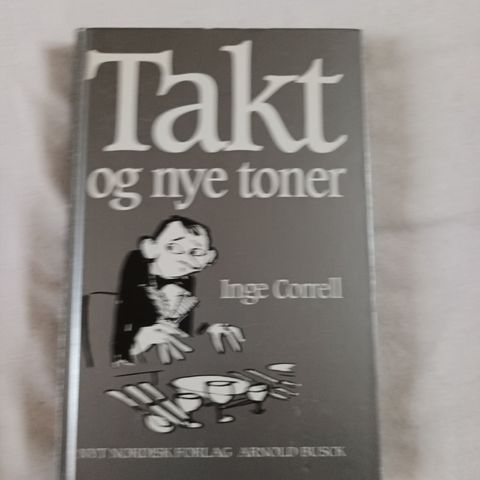 Takt
og nye toner
Inge Correll
NYT NORDISK FORLAG ARNOLD BUSCK